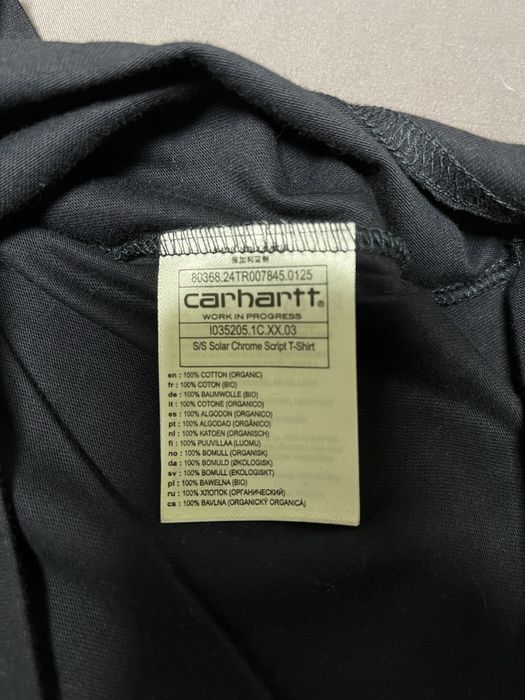 80368.24TR007845.0125
carhartt®
WORK IN PROGRESS
I035205.1C.XX.03
S/S Solar Chrome Script T-Shirt
en : 100% COTTON (ORGANIC)
fr : 100% COTON (BIO)
de : 100% BAUMWOLLE (BIO)
it : 100% COTONE (ORGANICO)
es : 100% ALGODON (ORGANICO)
pt : 100% ALGODAO (ORGÂNICO)
nl : 100% KATOEN (ORGANISCH)
fi : 100% PUUVILLAA (LUOMU)
no : 100% BOMULL (ORGANISK)
da : 100% BOMULD (ØKOLOGISK)
sv : 100% BOMULL (EKOLOGISKT)
pl : 100% BAWEŁNA (BIO)
ru : 100% ХЛОПОК (ОРГАНИЧЕСКИЙ)
cs : 100% BAVLNA (ORGANICKÝ ORGANICÁ)